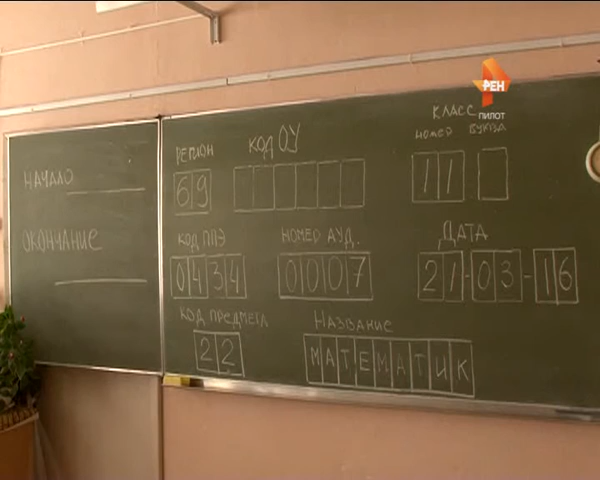 РЕН
ПИЛОТ
НАЧАЛО
ОКОНЧАНИЕ
РЕГИОН КОД ОУ КЛАСС
НОМЕР БУКВА
69 11
КОД ППЭ НОМЕР АУД. ДАТА
0434 0007 21-03-16
КОД ПРЕДМЕТА НАЗВАНИЕ
22 МАТЕМАТИК